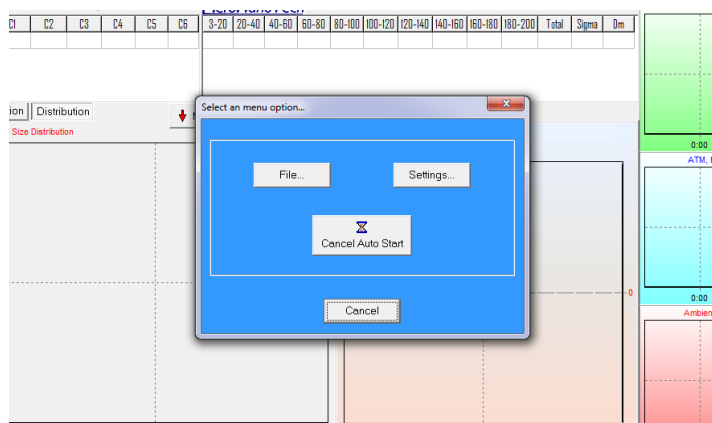 C2 C3 C4 C5 C6 3-20 20-40 40-60 60-80 80-100 100-120 120-140 140-160 160-180 180-200 Total Sigma Dm
Distribution
Size Distribution
Select an menu option...
File... Settings...
Cancel Auto Start
Cancel
0:00
ATM,
0
0:00
Ambien